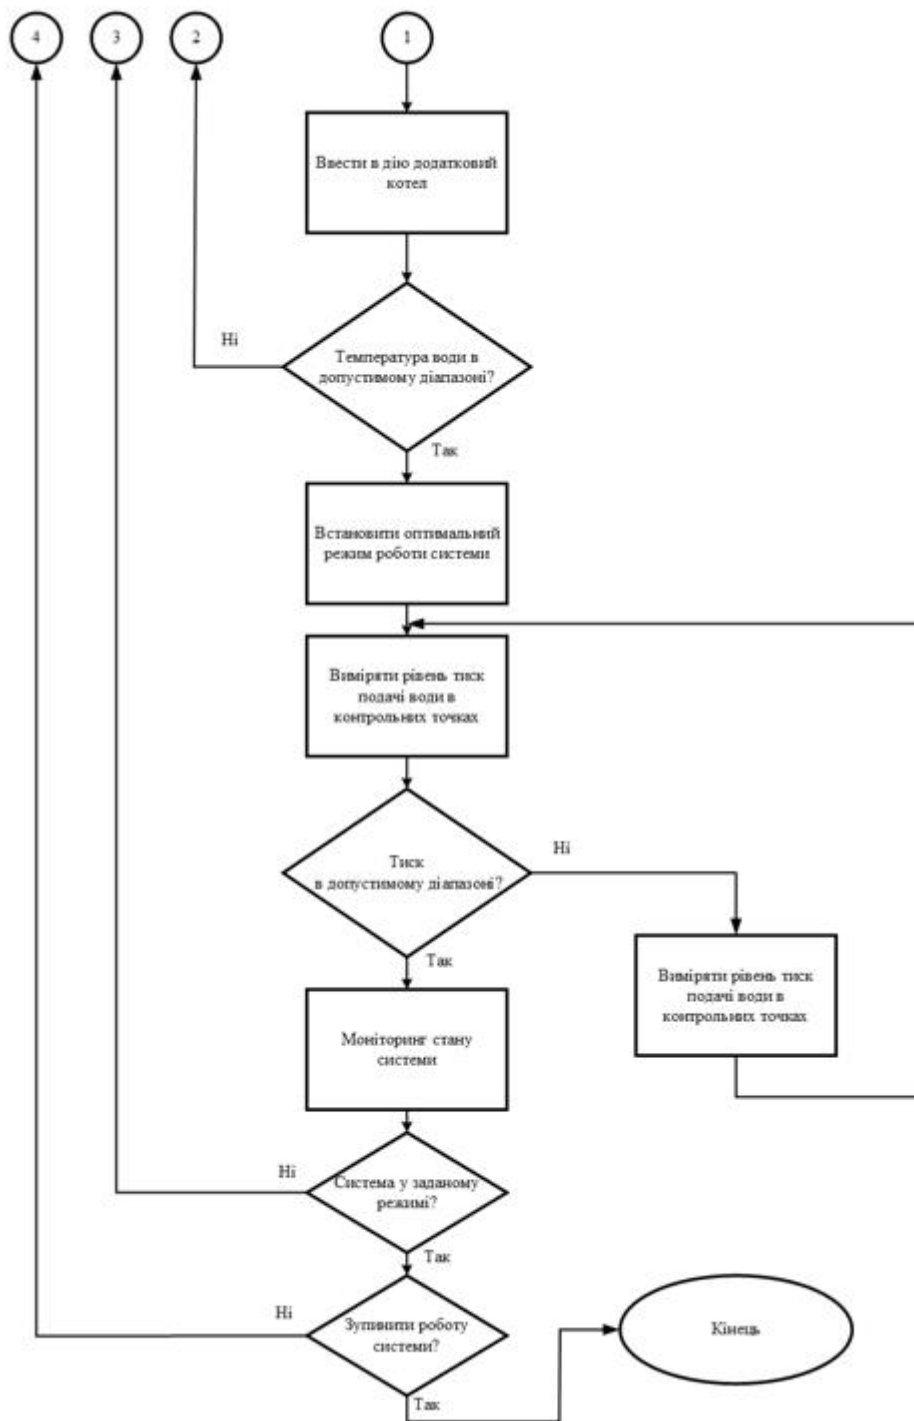 4
3
2
1
Ввести в дію додатковий
котел
Ні
Температура води в
допустимому діапазоні?
Так
Встановити оптимальний
режим роботи системи
Виміряти рівень тиск
подачі води в
контрольних точках
Ні
Тиск
в допустимому діапазоні?
Так
Виміряти рівень тиск
подачі води в
контрольних точках
Моніторинг стану
системи
Ні
Система у заданому
режимі?
Так
Ні
Зупинити роботу
системи?
Кінець
Так